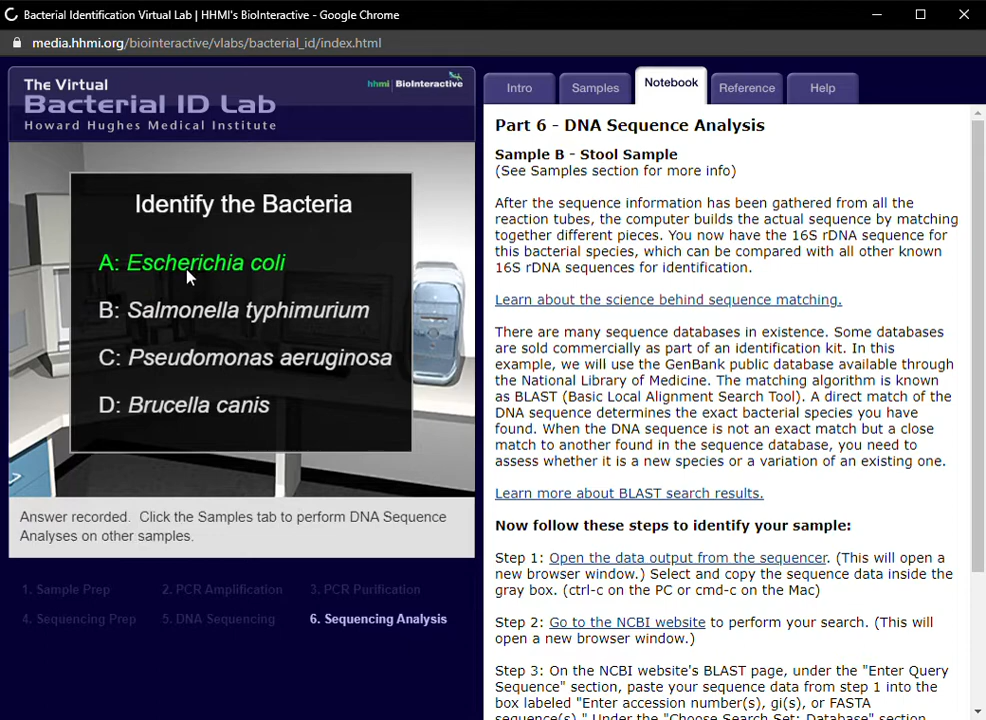 Bacterial Identification Virtual Lab | HHMI's BioInteractive - Google Chrome
media.hhmi.org/biointeractive/vlabs/bacterial_id/index.html
The Virtual
Bacterial ID Lab
Howard Hughes Medical Institute
hhmi BioInteractive
Identify the Bacteria
A: Escherichia coli
B: Salmonella typhimurium
C: Pseudomonas aeruginosa
D: Brucella canis
Answer recorded. Click the Samples tab to perform DNA Sequence
Analyses on other samples.
1. Sample Prep 2. PCR Amplification 3. PCR Purification
4. Sequencing Prep 5. DNA Sequencing 6. Sequencing Analysis
Intro Samples Notebook Reference Help
Part 6 - DNA Sequence Analysis
Sample B - Stool Sample
(See Samples section for more info)
After the sequence information has been gathered from all the
reaction tubes, the computer builds the actual sequence by matching
together different pieces. You now have the 16S rDNA sequence for
this bacterial species, which can be compared with all other known
16S rDNA sequences for identification.
Learn about the science behind sequence matching.
There are many sequence databases in existence. Some databases
are sold commercially as part of an identification kit. In this
example, we will use the GenBank public database available through
the National Library of Medicine. The matching algorithm is known
as BLAST (Basic Local Alignment Search Tool). A direct match of the
DNA sequence determines the exact bacterial species you have
found. When the DNA sequence is not an exact match but a close
match to another found in the sequence database, you need to
assess whether it is a new species or a variation of an existing one.
Learn more about BLAST search results.
Now follow these steps to identify your sample:
Step 1: Open the data output from the sequencer. (This will open a
new browser window.) Select and copy the sequence data inside the
gray box. (ctrl-c on the PC or cmd-c on the Mac)
Step 2: Go to the NCBI website to perform your search. (This will
open a new browser window.)
Step 3: On the NCBI website's BLAST page, under the "Enter Query
Sequence" section, paste your sequence data from step 1 into the
box labeled "Enter accession number(s), gi(s), or FASTA
sequence(s)." Under the "Choose Search Set: Database" section